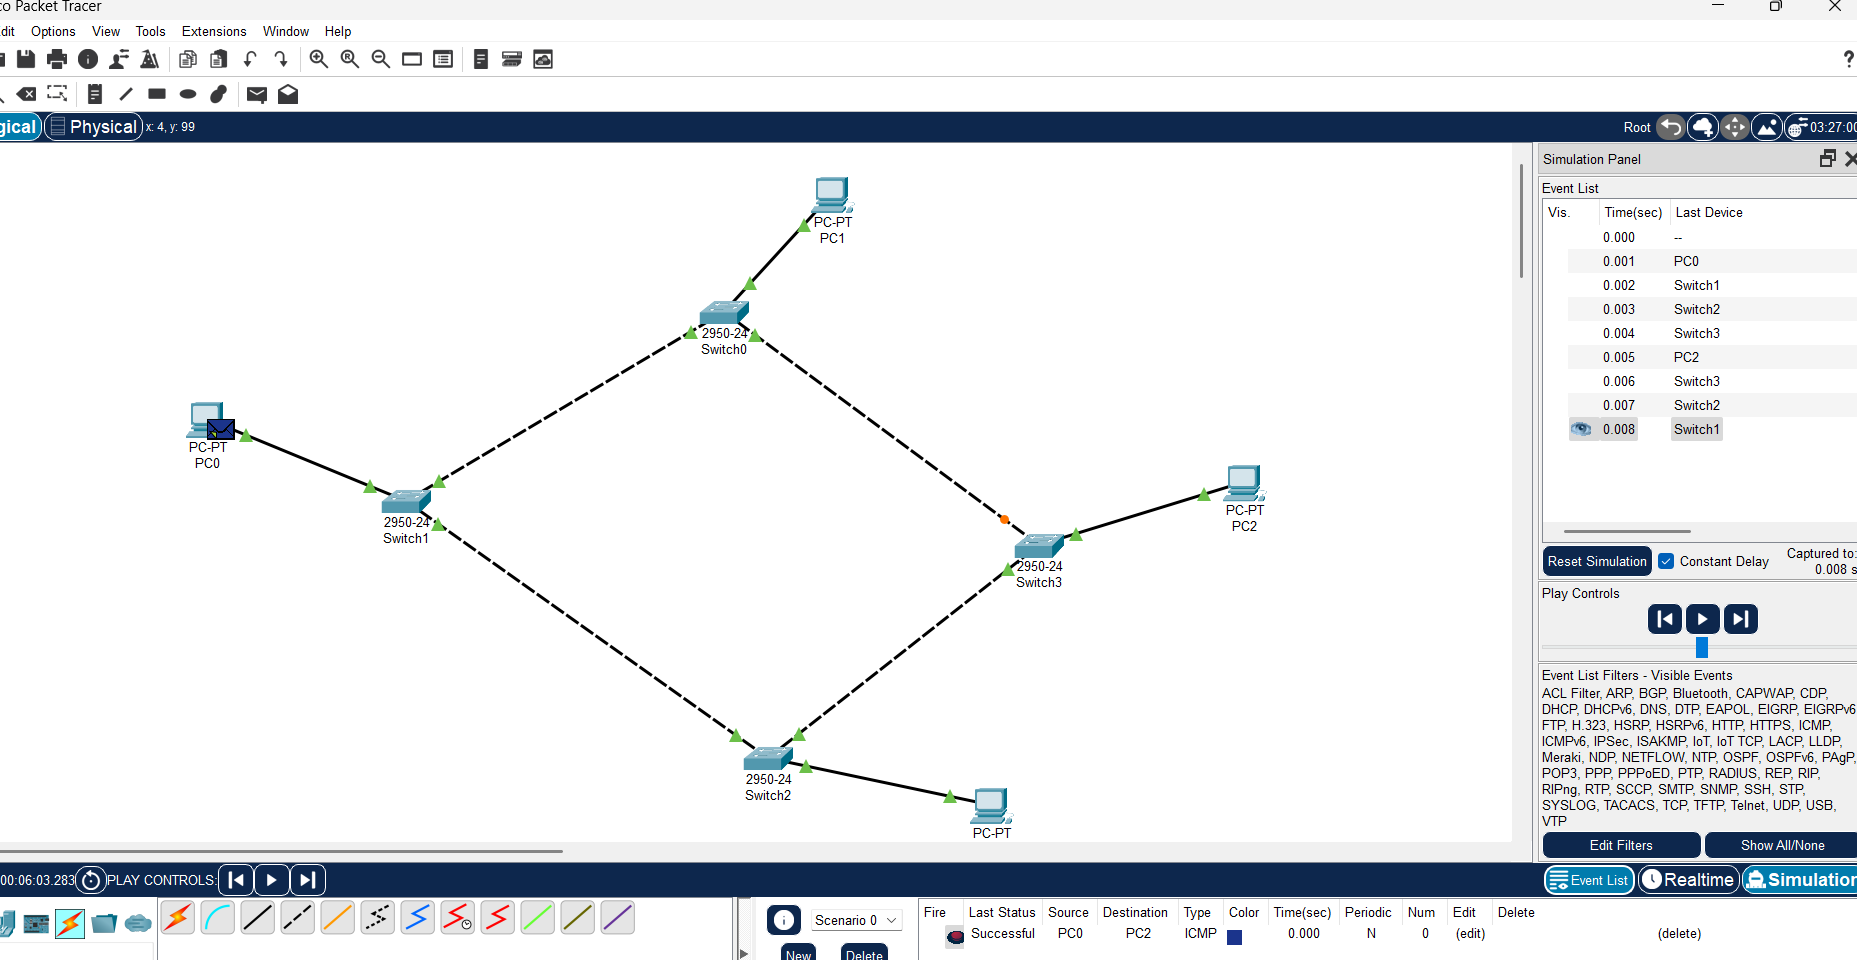 co Packet Tracer
dit Options View Tools Extensions Window Help
?
gical Physical x: 4, y: 99 Root 03:27:00
PC-PT
PC1
2950-24
Switch0
PC-PT
PC0
2950-24
Switch1
PC-PT
PC2
2950-24
Switch3
2950-24
Switch2
PC-PT
Simulation Panel
Event List
Vis. Time(sec) Last Device
0.000 --
0.001 PC0
0.002 Switch1
0.003 Switch2
0.004 Switch3
0.005 PC2
0.006 Switch3
0.007 Switch2
0.008 Switch1
Reset Simulation Constant Delay Captured to:
0.008 s
Play Controls
Event List Filters - Visible Events
ACL Filter, ARP, BGP, Bluetooth, CAPWAP, CDP,
DHCP, DHCPv6, DNS, DTP, EAPOL, EIGRP, EIGRPv6
FTP, H.323, HSRP, HSRPv6, HTTP, HTTPS, ICMP,
ICMPv6, IPSec, ISAKMP, IoT, IoT TCP, LACP, LLDP,
Meraki, NDP, NETFLOW, NTP, OSPF, OSPFv6, PAgP,
POP3, PPP, PPPoED, PTP, RADIUS, REP, RIP,
RIPng, RTP, SCCP, SMTP, SNMP, SSH, STP,
SYSLOG, TACACS, TCP, TFTP, Telnet, UDP, USB,
VTP
Edit Filters Show All/None
00:06:03.283 PLAY CONTROLS: Event List Realtime Simulation
Scenario 0
New Delete
Fire Last Status Source Destination Type Color Time(sec) Periodic Num Edit Delete
Successful PC0 PC2 ICMP 0.000 N 0 (edit) (delete)